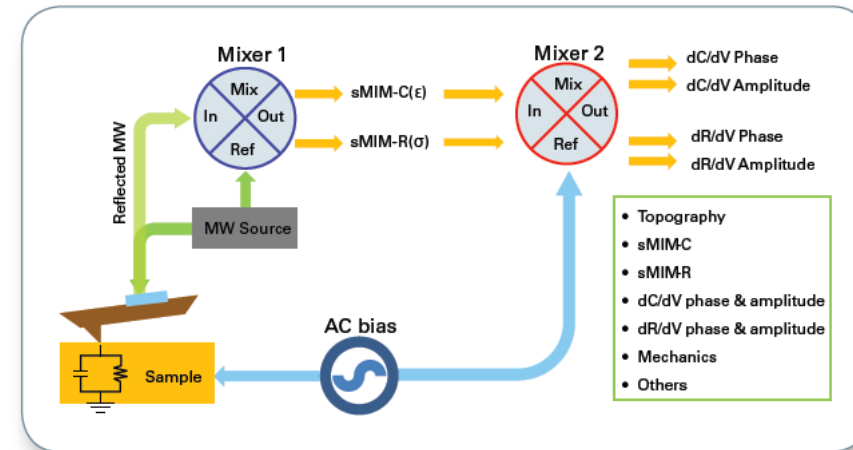 Mixer 1
Mix
In
Out
Ref
sMIM-C(ε)
sMIM-R(σ)
Mixer 2
Mix
In
Out
Ref
dC/dV Phase
dC/dV Amplitude
dR/dV Phase
dR/dV Amplitude
Reflected MW
MW Source
AC bias
Sample
• Topography
• sMIM-C
• sMIM-R
• dC/dV phase & amplitude
• dR/dV phase & amplitude
• Mechanics
• Others